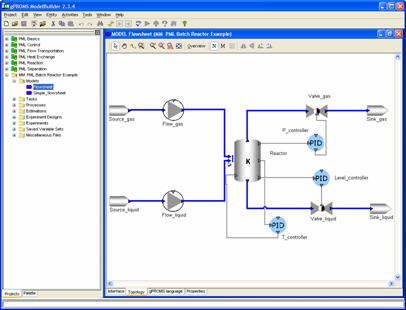 gPROMS ModelBuilder 2.3.4
Project Edit View Entity Activities Tools Window Help
PML Basics
PML Control
PML Flow Transportation
PML Heat Exchange
PML Reaction
PML Separation
MM PML Batch Reactor Example
Models
Flowsheet
Simple_flowsheet
Tasks
Processes
Estimations
Experiment Designs
Experiments
Saved Variable Sets
Miscellaneous Files
Projects Palette
MODEL Flowsheet (MM PML Batch Reactor Example)
Overview N M
Valve_gas
Source_gas
Flow_gas
Sink_gas
P_controller
PID
Reactor
K
PID
Level_controller
Source_liquid
Flow_liquid
Valve_liquid
Sink_liquid
PID
T_controller
Interface Topology gPROMS language Properties